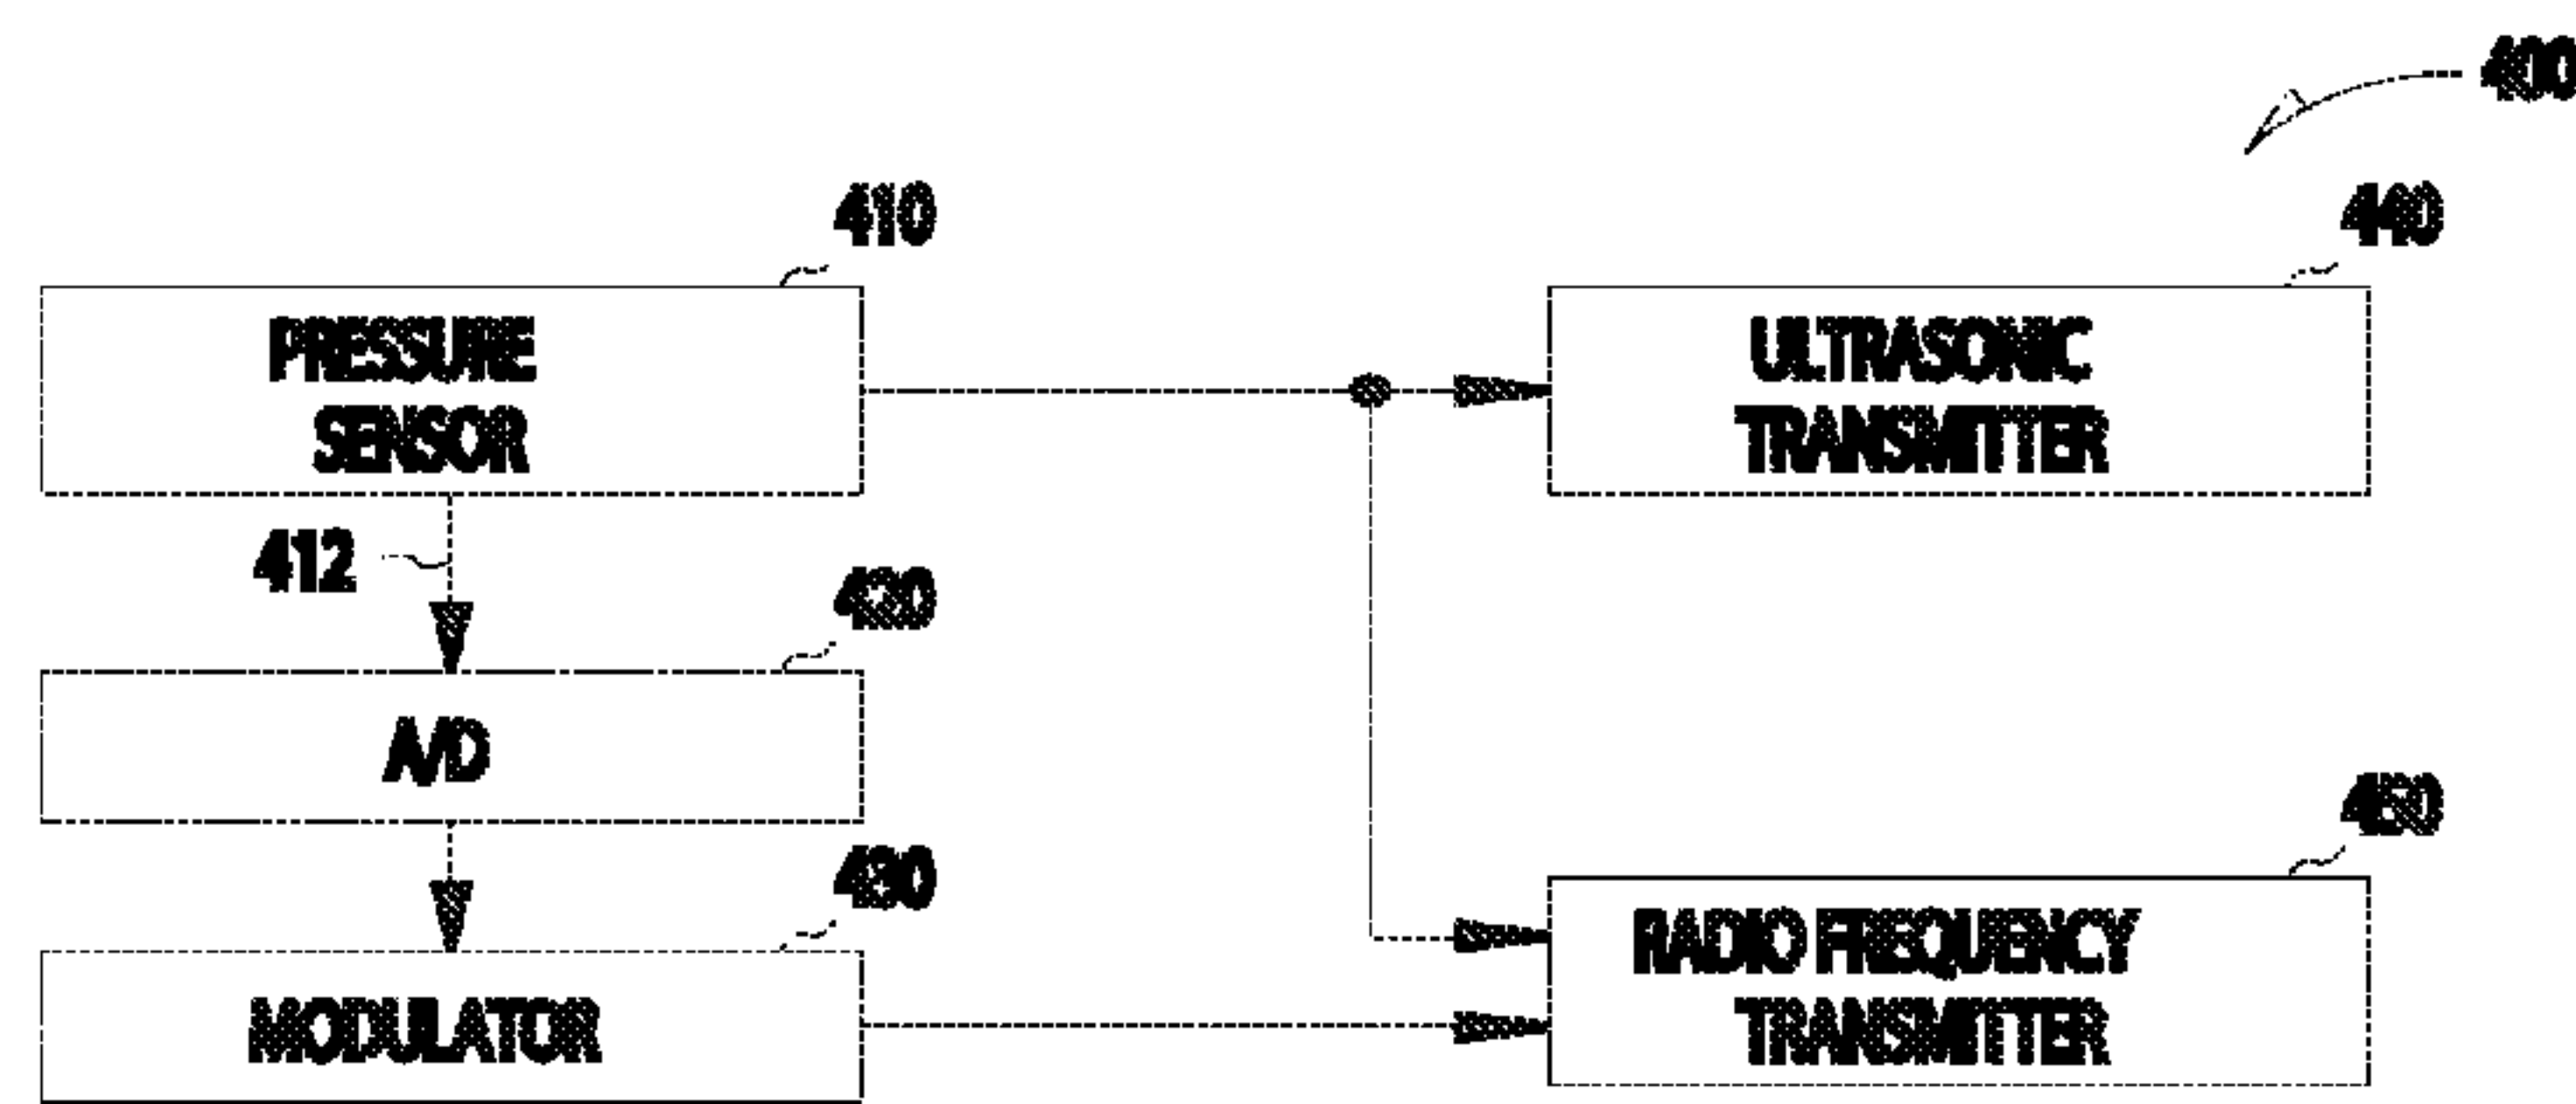 400
410
440
PRESSURE
SENSOR
ULTRASONIC
TRANSMITTER
412
420
A/D
430
450
MODULATOR
RADIO FREQUENCY
TRANSMITTER